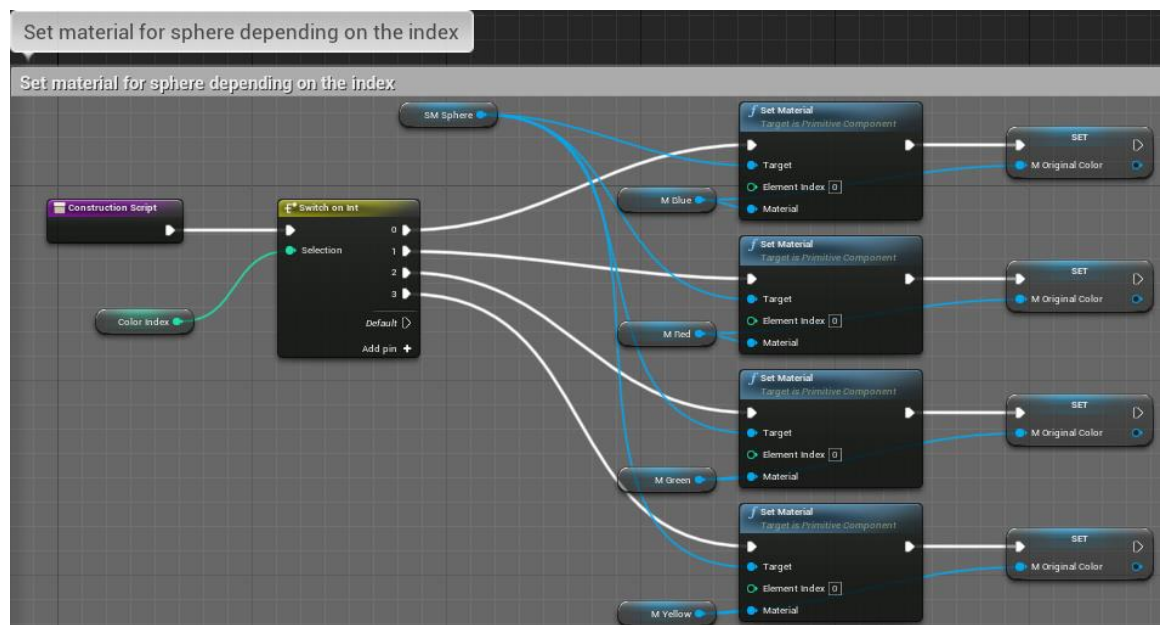 Set material for sphere depending on the index
Set material for sphere depending on the index
SM Sphere
Construction Script
Color Index
Switch on Int
Selection
0
1
2
3
Default
Add pin +
M Blue
Set Material
Target is Primitive Component
Target
Element Index 0
Material
SET
M Original Color
M Red
Set Material
Target is Primitive Component
Target
Element Index 0
Material
SET
M Original Color
M Green
Set Material
Target is Primitive Component
Target
Element Index 0
Material
SET
M Original Color
M Yellow
Set Material
Target is Primitive Component
Target
Element Index 0
Material
SET
M Original Color